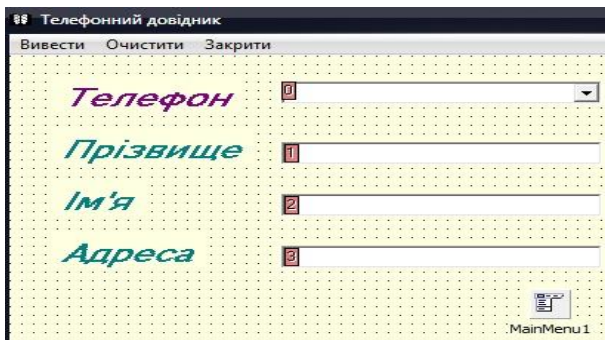 Телефонний довідник
Вивести Очистити Закрити
Телефон 0
Прізвище 1
Ім'я 2
Адреса 3
MainMenu1